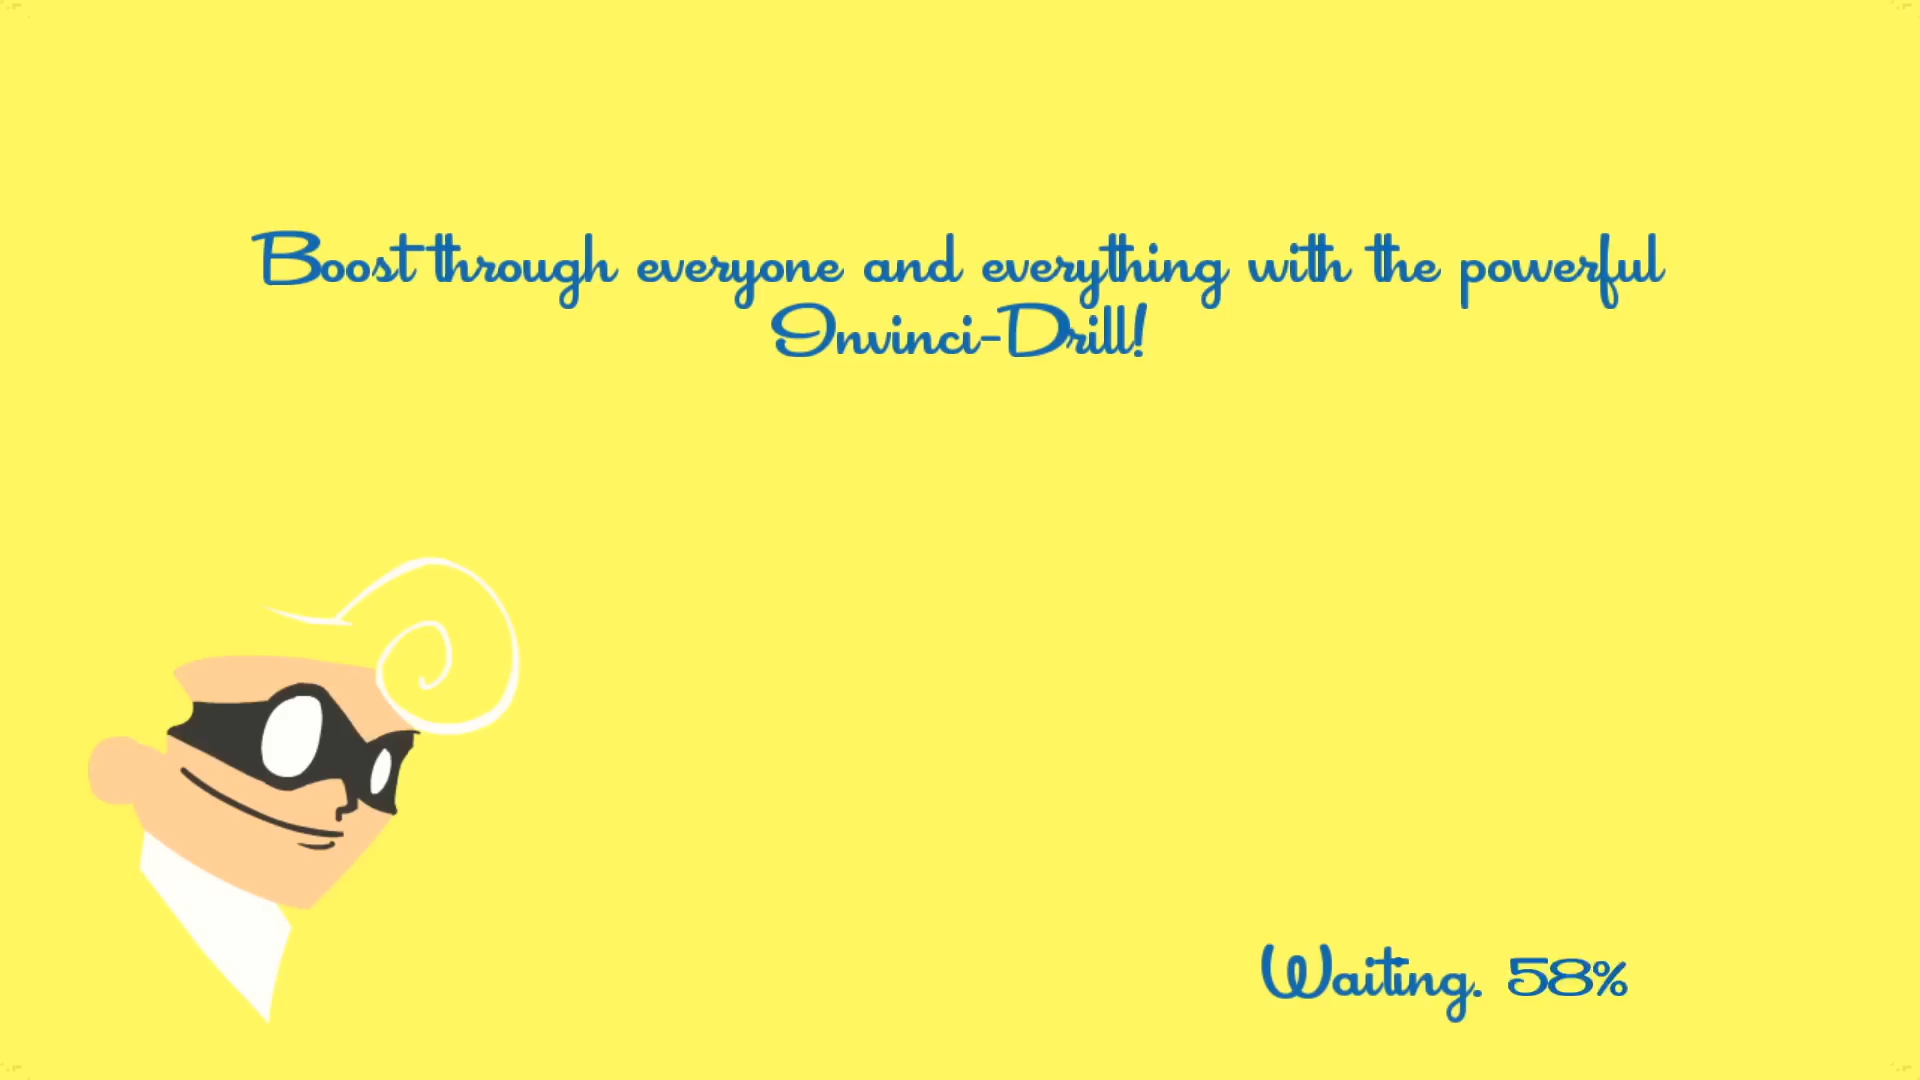 Boost through everyone and everything with the powerful
Invinci-Drill!
Waiting. 58%